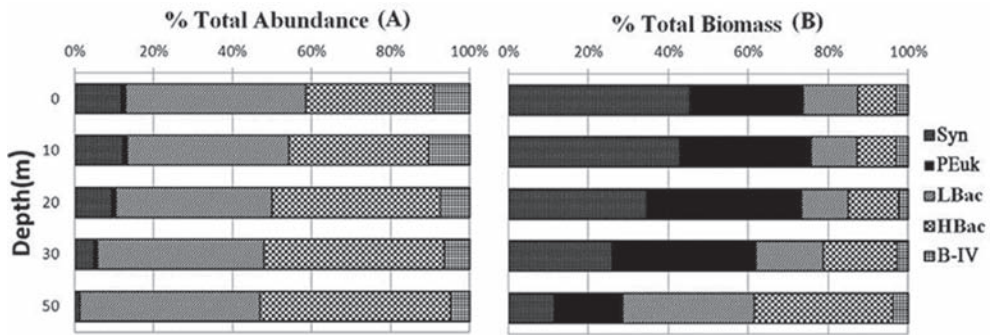 % Total Abundance (A)
0% 20% 40% 60% 80% 100%
Depth(m)
0
10
20
30
50
% Total Biomass (B)
0% 20% 40% 60% 80% 100%
Syn
PEuk
LBac
HBac
B-IV